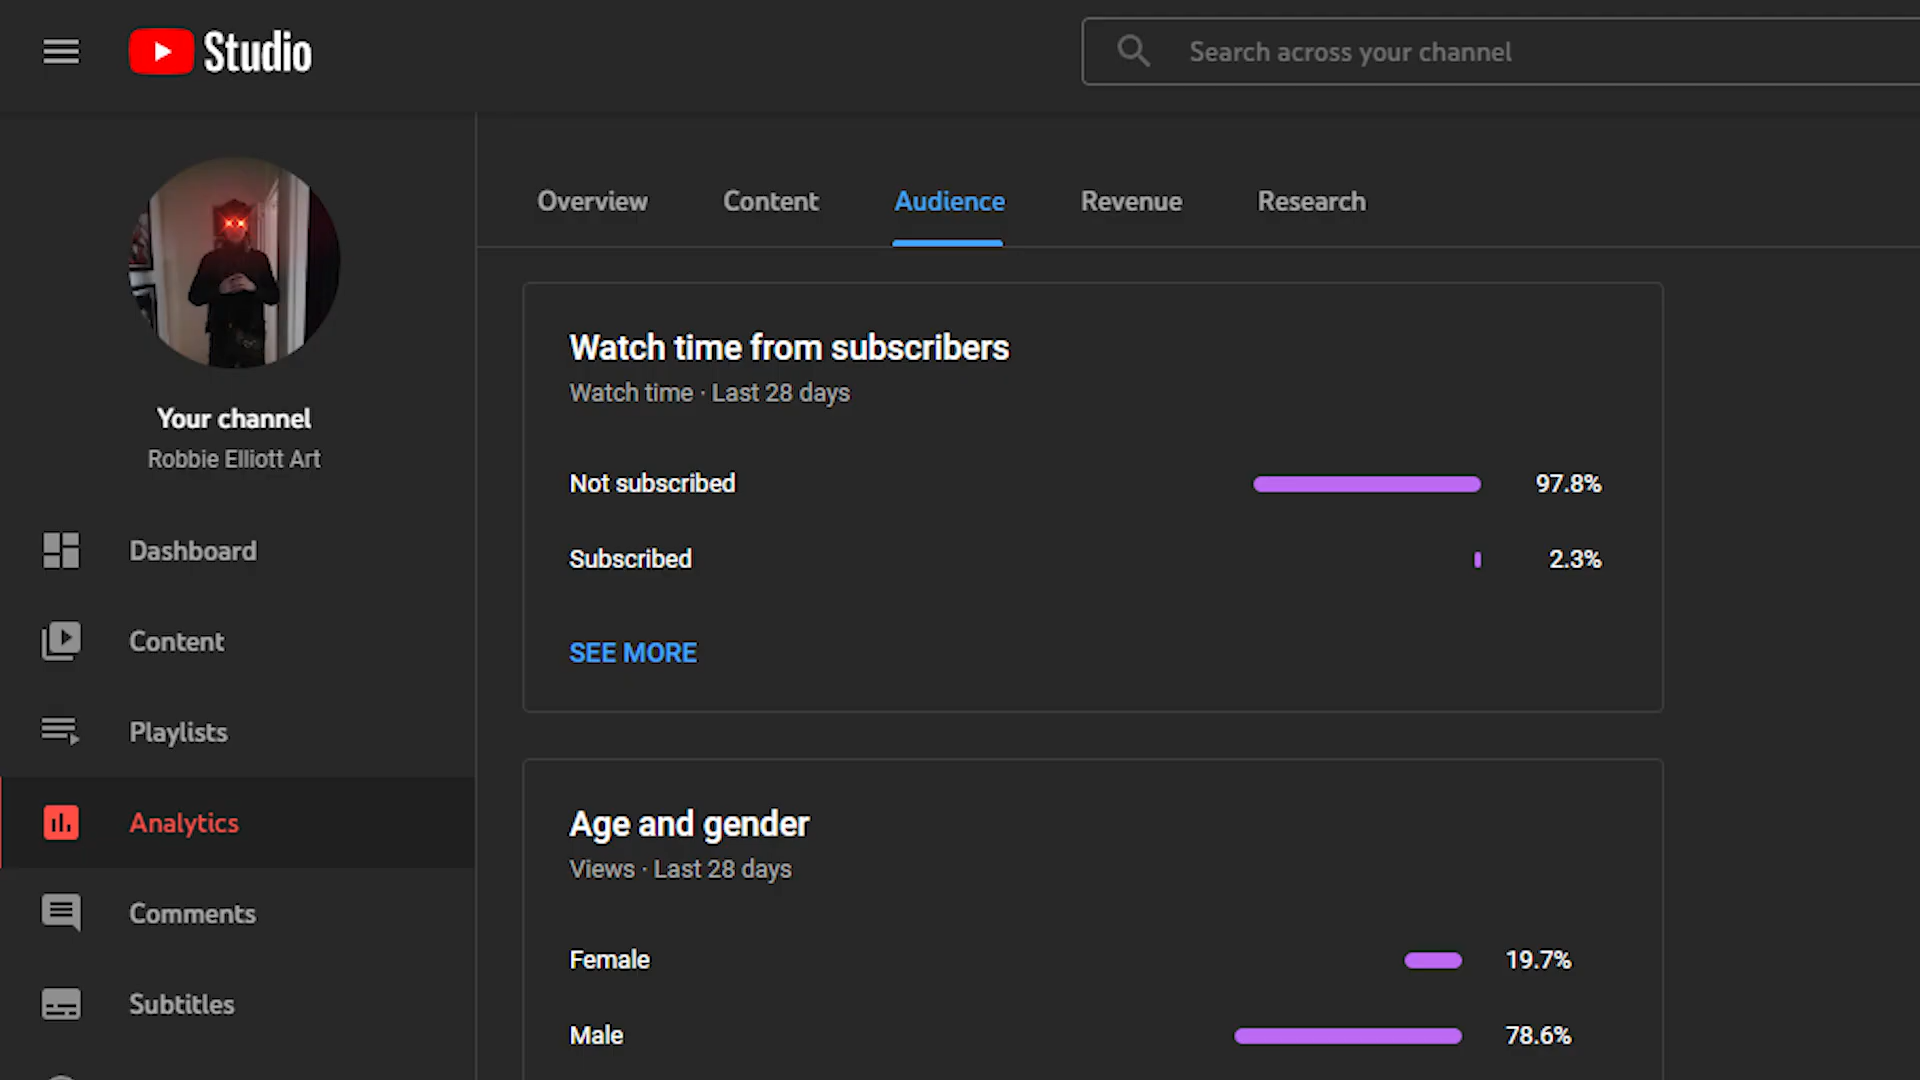 Studio
Search across your channel
Overview Content Audience Revenue Research
Your channel
Robbie Elliott Art
Dashboard
Content
Playlists
Analytics
Comments
Subtitles
Watch time from subscribers
Watch time · Last 28 days
Not subscribed 97.8%
Subscribed 2.3%
SEE MORE
Age and gender
Views · Last 28 days
Female 19.7%
Male 78.6%